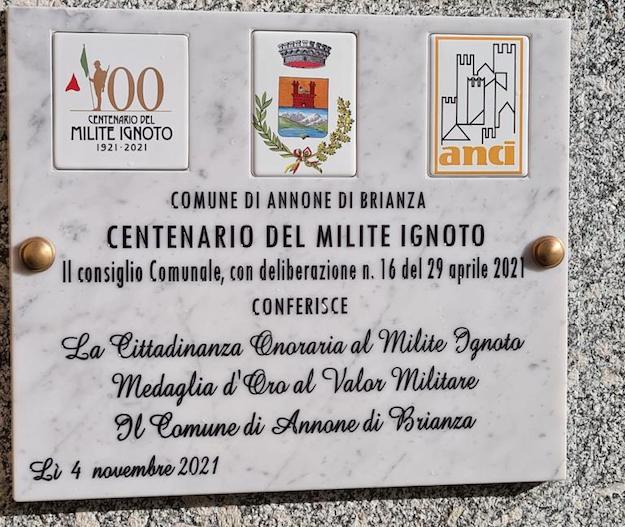 100
CENTENARIO DEL
MILITE IGNOTO
1921-2021
anci
COMUNE DI ANNONE DI BRIANZA
CENTENARIO DEL MILITE IGNOTO
Il consiglio Comunale, con deliberazione n. 16 del 29 aprile 2021
CONFERISCE
La Cittadinanza Onoraria al Milite Ignoto
Medaglia d'Oro al Valor Militare
Il Comune di Annone di Brianza
Lì 4 novembre 2021